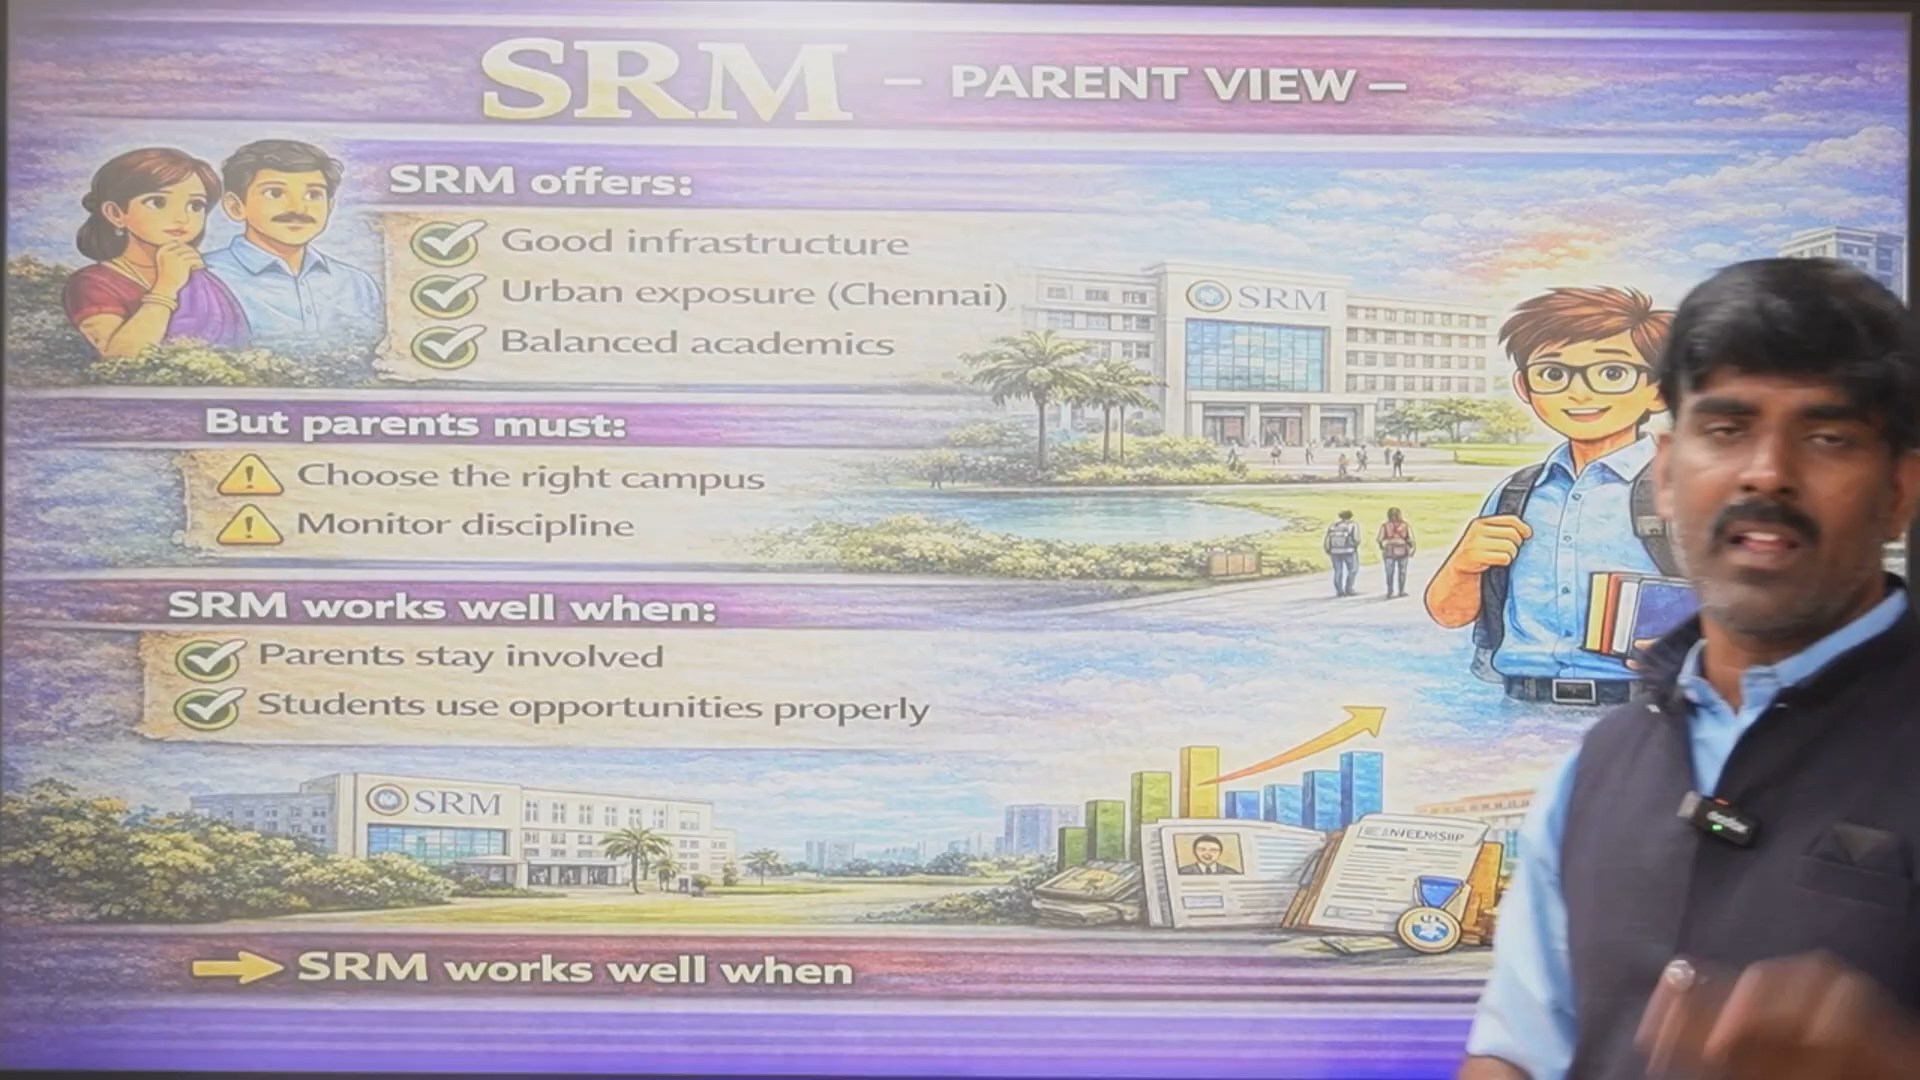 SRM – PARENT VIEW –
SRM offers:
Good infrastructure
Urban exposure (Chennai)
Balanced academics
SRM
But parents must:
Choose the right campus
Monitor discipline
SRM works well when:
Parents stay involved
Students use opportunities properly
SRM
SRM works well when